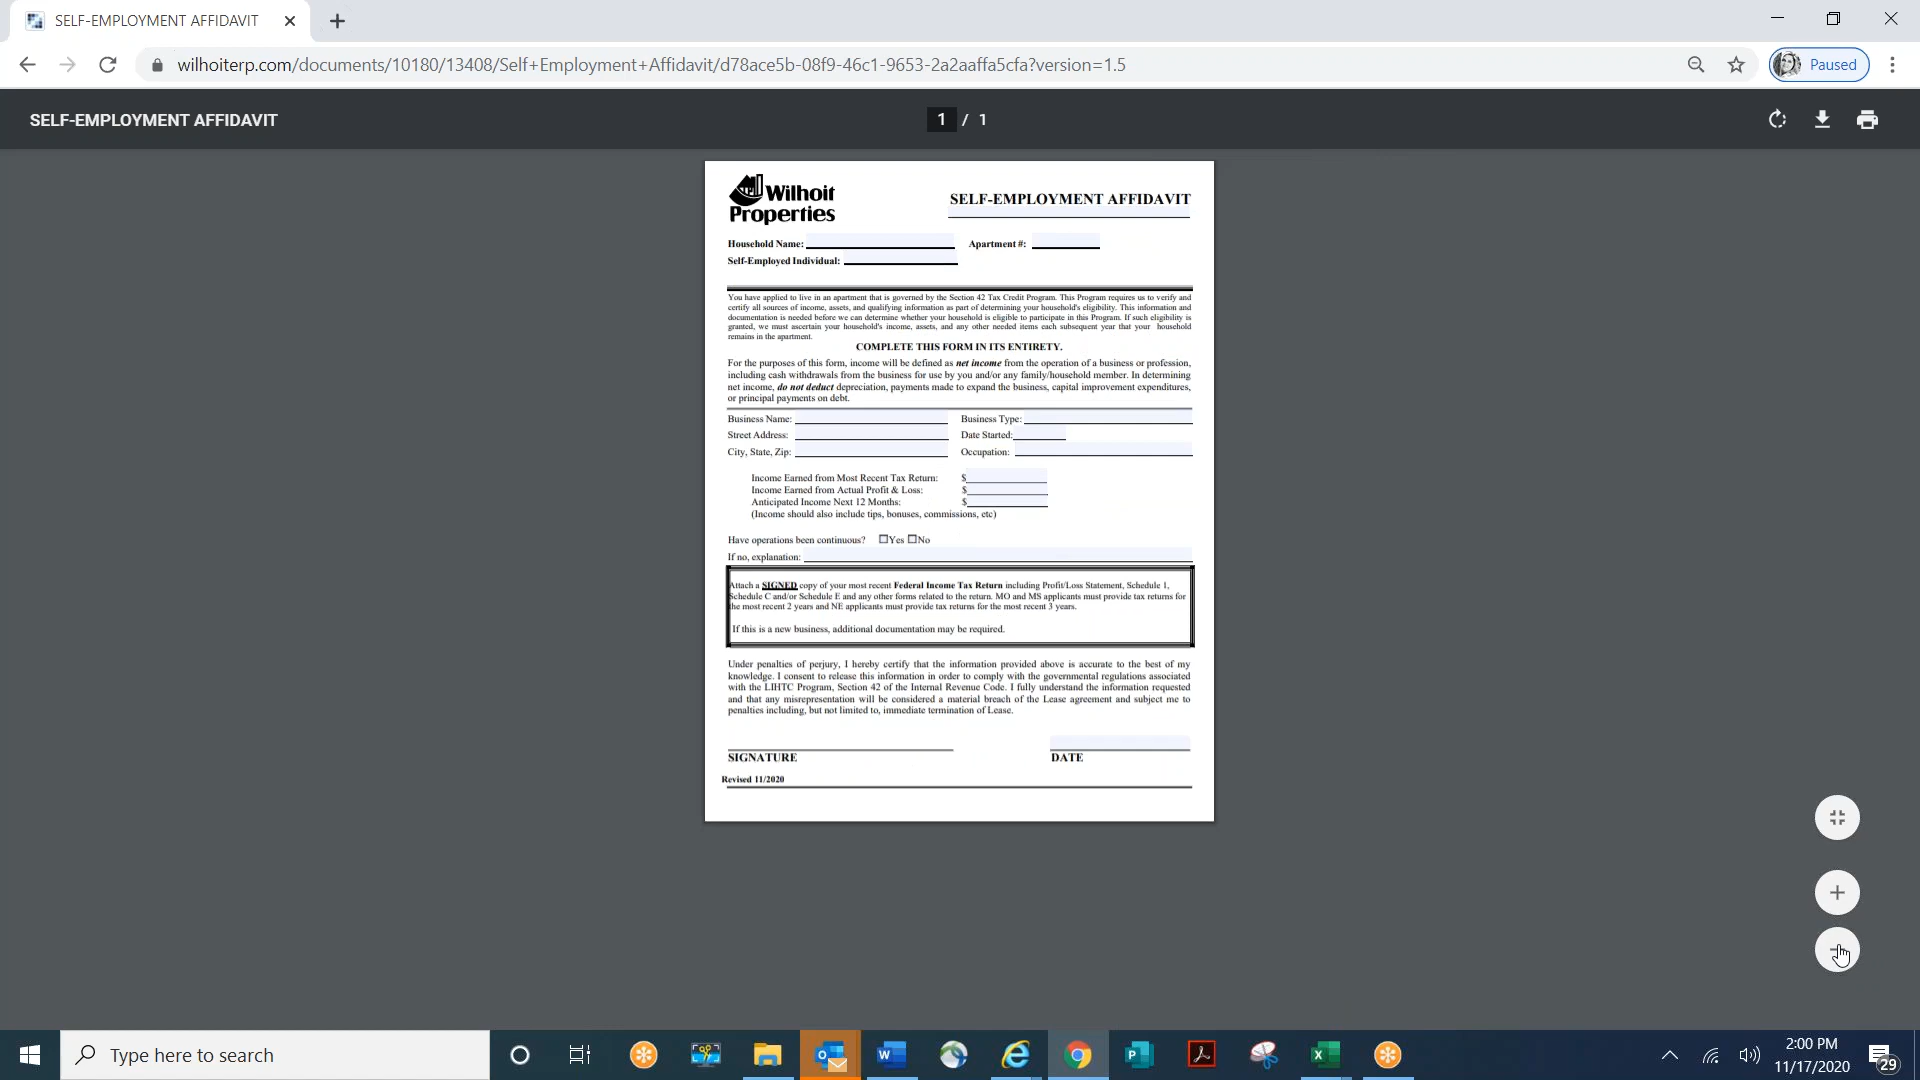 SELF-EMPLOYMENT AFFIDAVIT
wilhoiterp.com/documents/10180/13408/Self+Employment+Affidavit/d78ace5b-08f9-46c1-9653-2a2aaffa5cfa?version=1.5
Paused
SELF-EMPLOYMENT AFFIDAVIT
1 / 1
Wilhoit
Properties
SELF-EMPLOYMENT AFFIDAVIT
Household Name: Apartment #:
Self-Employed Individual:
You have applied to live in an apartment that is governed by the Section 42 Tax Credit Program. This Program requires us to verify and
certify all sources of income, assets, and qualifying information as part of determining your household's eligibility. This information and
documentation is needed before we can determine whether your household is eligible to participate in this Program. If such eligibility is
granted, we must ascertain your household's income, assets, and any other needed items each subsequent year that your household
remains in the apartment.
COMPLETE THIS FORM IN ITS ENTIRETY.
For the purposes of this form, income will be defined as net income from the operation of a business or profession,
including cash withdrawals from the business for use by you and/or any family/household member. In determining
net income, do not deduct depreciation, payments made to expand the business, capital improvement expenditures,
or principal payments on debt.
Business Name: Business Type:
Street Address: Date Started:
City, State, Zip: Occupation:
Income Earned from Most Recent Tax Return: $
Income Earned from Actual Profit & Loss: $
Anticipated Income Next 12 Months: $
(Income should also include tips, bonuses, commissions, etc)
Have operations been continuous? Yes No
If no, explanation:
Attach a SIGNED copy of your most recent Federal Income Tax Return including Profit/Loss Statement, Schedule 1,
Schedule C and/or Schedule E and any other forms related to the return. MO and MS applicants must provide tax returns for
the most recent 2 years and NE applicants must provide tax returns for the most recent 3 years.
If this is a new business, additional documentation may be required.
Under penalties of perjury, I hereby certify that the information provided above is accurate to the best of my
knowledge. I consent to release this information in order to comply with the governmental regulations associated
with the LIHTC Program, Section 42 of the Internal Revenue Code. I fully understand the information requested
and that any misrepresentation will be considered a material breach of the Lease agreement and subject me to
penalties including, but not limited to, immediate termination of Lease.
SIGNATURE DATE
Revised 11/2020
Type here to search
2:00 PM
11/17/2020
29